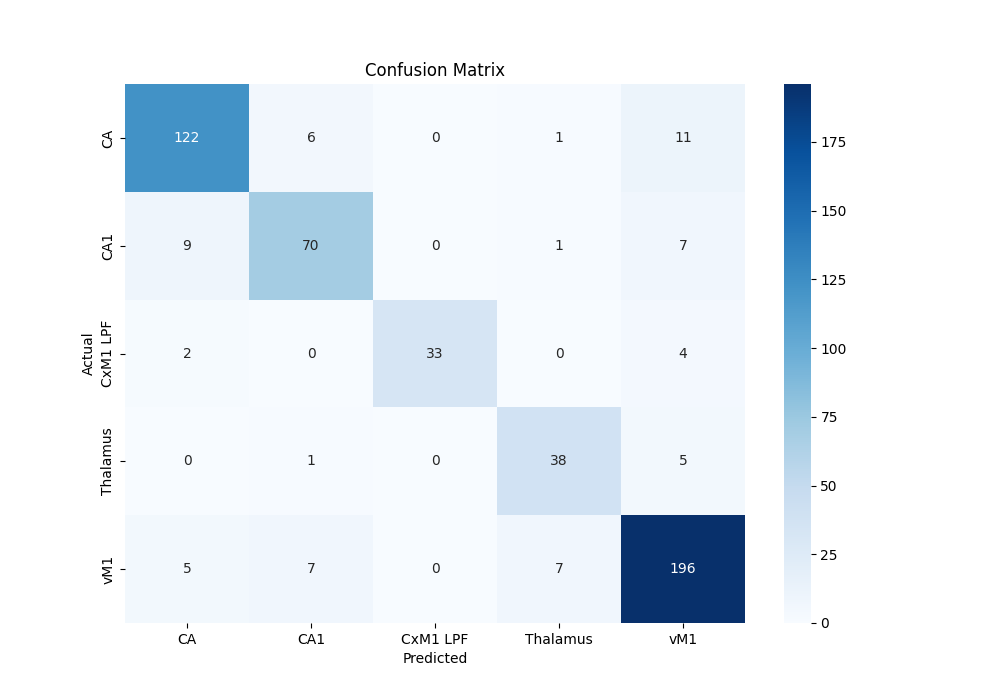 Confusion Matrix
Actual
CA 122 6 0 1 11
CA1 9 70 0 1 7
CxM1 LPF 2 0 33 0 4
Thalamus 0 1 0 38 5
vM1 5 7 0 7 196
CA CA1 CxM1 LPF Thalamus vM1
Predicted
175
150
125
100
75
50
25
0